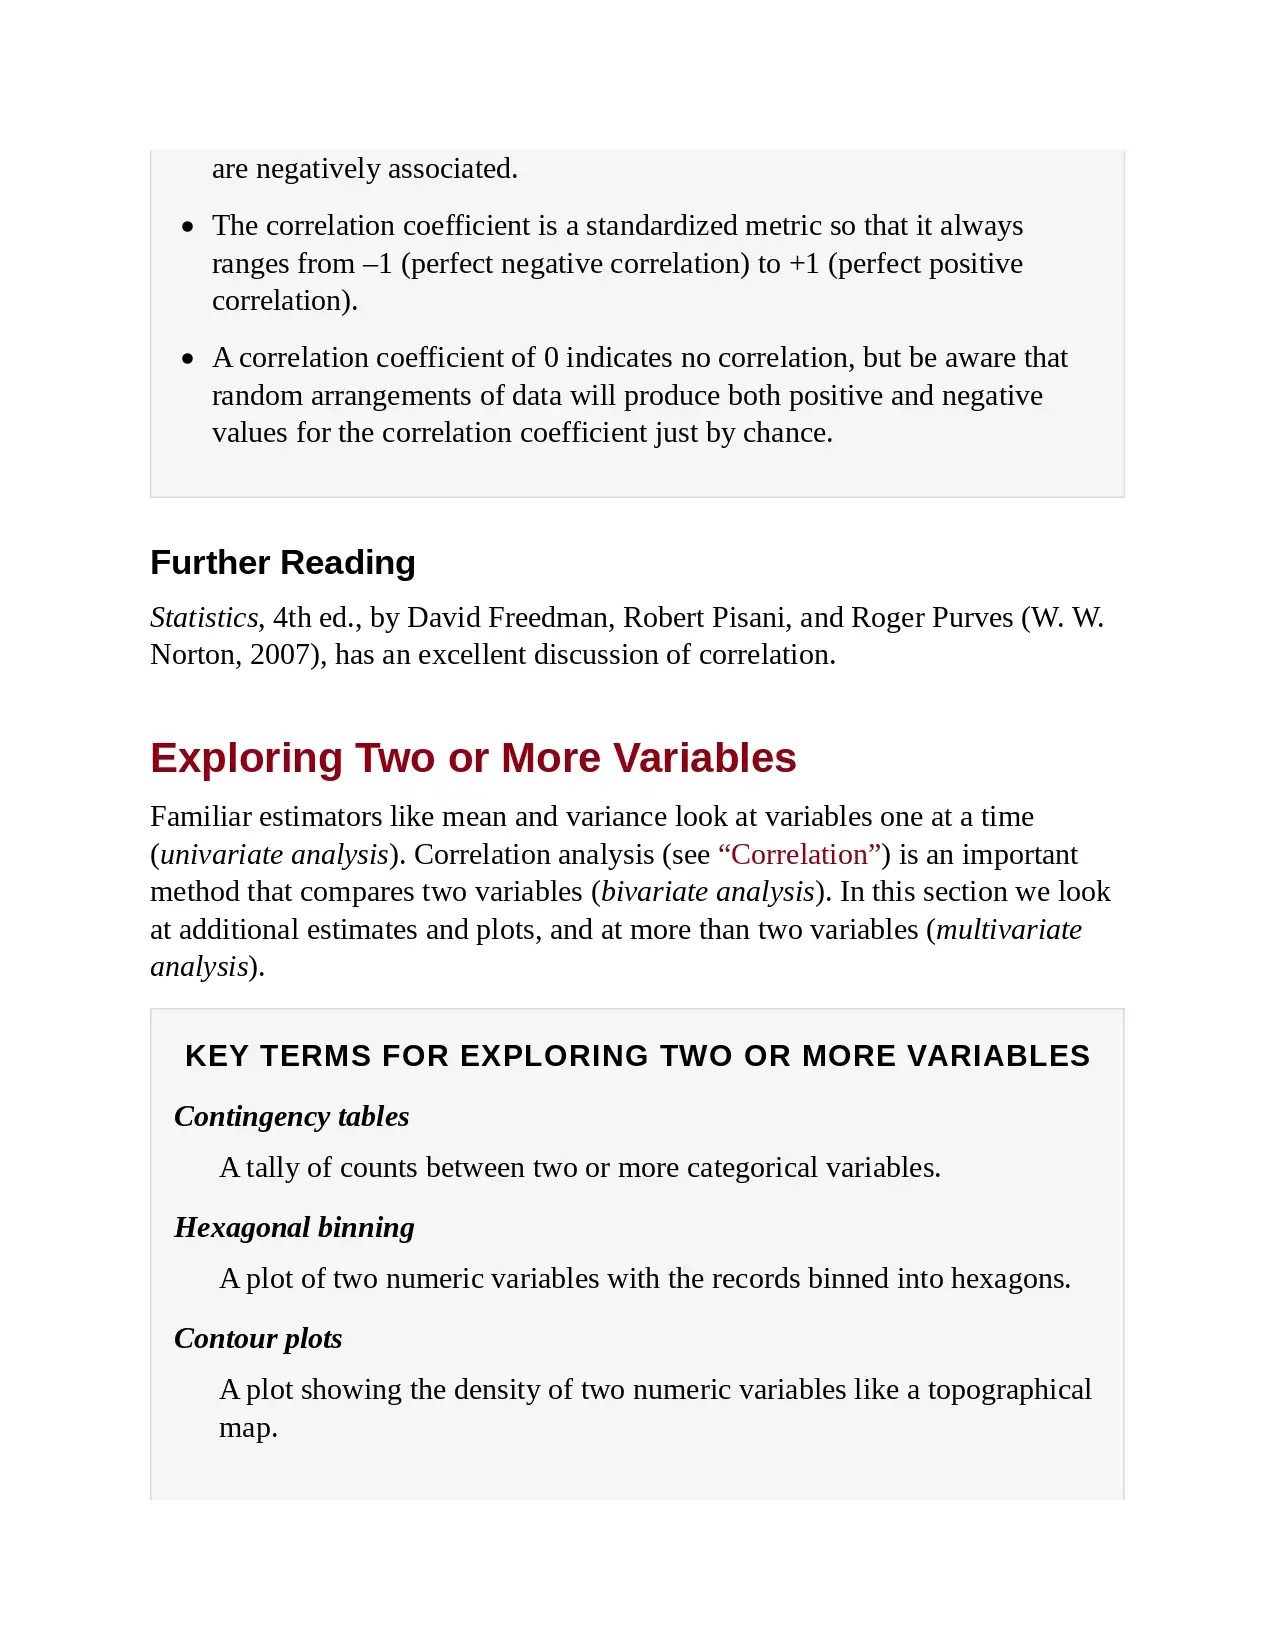 are negatively associated.
The correlation coefficient is a standardized metric so that it always
ranges from –1 (perfect negative correlation) to +1 (perfect positive
correlation).
A correlation coefficient of 0 indicates no correlation, but be aware that
random arrangements of data will produce both positive and negative
values for the correlation coefficient just by chance.
Further Reading
Statistics, 4th ed., by David Freedman, Robert Pisani, and Roger Purves (W. W.
Norton, 2007), has an excellent discussion of correlation.
Exploring Two or More Variables
Familiar estimators like mean and variance look at variables one at a time
(univariate analysis). Correlation analysis (see “Correlation”) is an important
method that compares two variables (bivariate analysis). In this section we look
at additional estimates and plots, and at more than two variables (multivariate
analysis).
KEY TERMS FOR EXPLORING TWO OR MORE VARIABLES
Contingency tables
A tally of counts between two or more categorical variables.
Hexagonal binning
A plot of two numeric variables with the records binned into hexagons.
Contour plots
A plot showing the density of two numeric variables like a topographical
map.